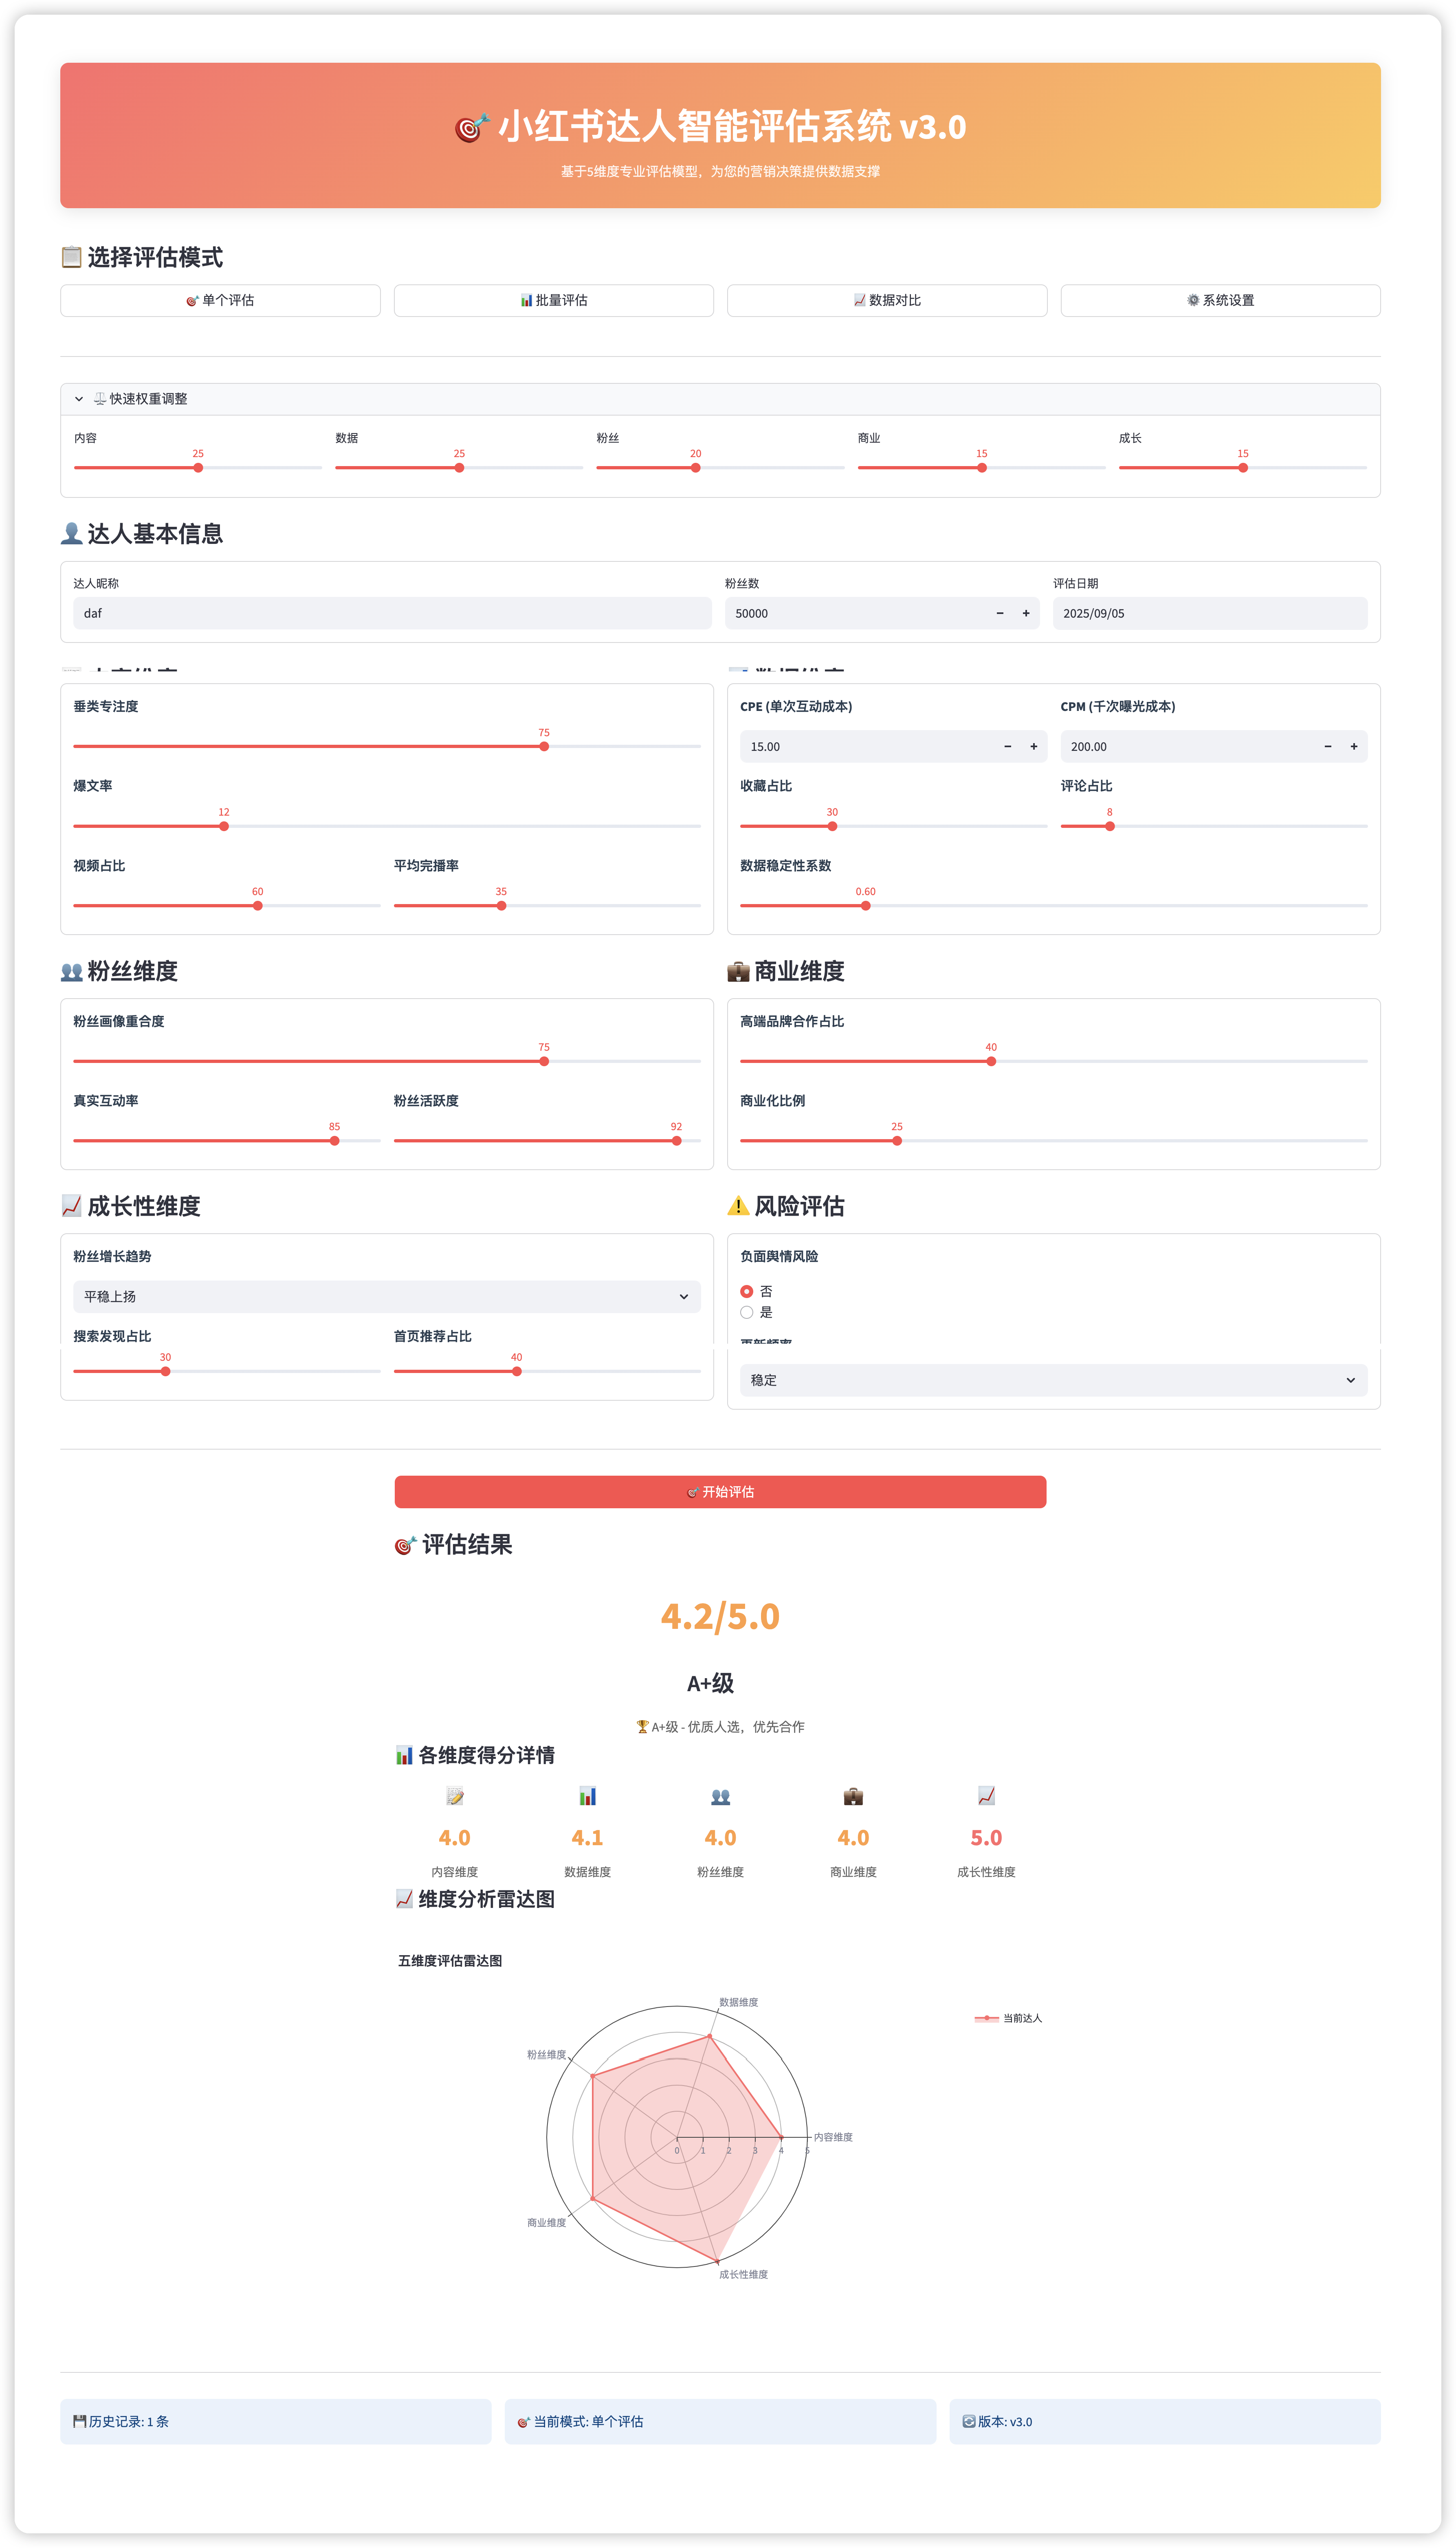 小红书达人智能评估系统 v3.0
基于5维度专业评估模型，为您的营销决策提供数据支撑
选择评估模式
单个评估
批量评估
数据对比
系统设置
快速权重调整
内容
数据
粉丝
商业
成长
25
25
20
15
15
达人基本信息
达人昵称
粉丝数
评估日期
daf
50000
2025/09/05
垂类专注度
75
爆文率
12
视频占比
平均完播率
60
35
CPE (单次互动成本)
CPM (千次曝光成本)
15.00
200.00
收藏占比
评论占比
30
8
数据稳定性系数
0.60
粉丝维度
粉丝画像重合度
75
真实互动率
粉丝活跃度
85
92
商业维度
高端品牌合作占比
40
商业化比例
25
成长性维度
粉丝增长趋势
平稳上扬
搜索发现占比
首页推荐占比
30
40
风险评估
负面舆情风险
否
是
稳定
开始评估
评估结果
4.2/5.0
A+级
A+级 - 优质人选，优先合作
各维度得分详情
4.0
4.1
4.0
4.0
5.0
内容维度
数据维度
粉丝维度
商业维度
成长性维度
维度分析雷达图
五维度评估雷达图
数据维度
当前达人
粉丝维度
内容维度
0 1 2 3 4 5
商业维度
成长性维度
历史记录: 1 条
当前模式: 单个评估
版本: v3.0